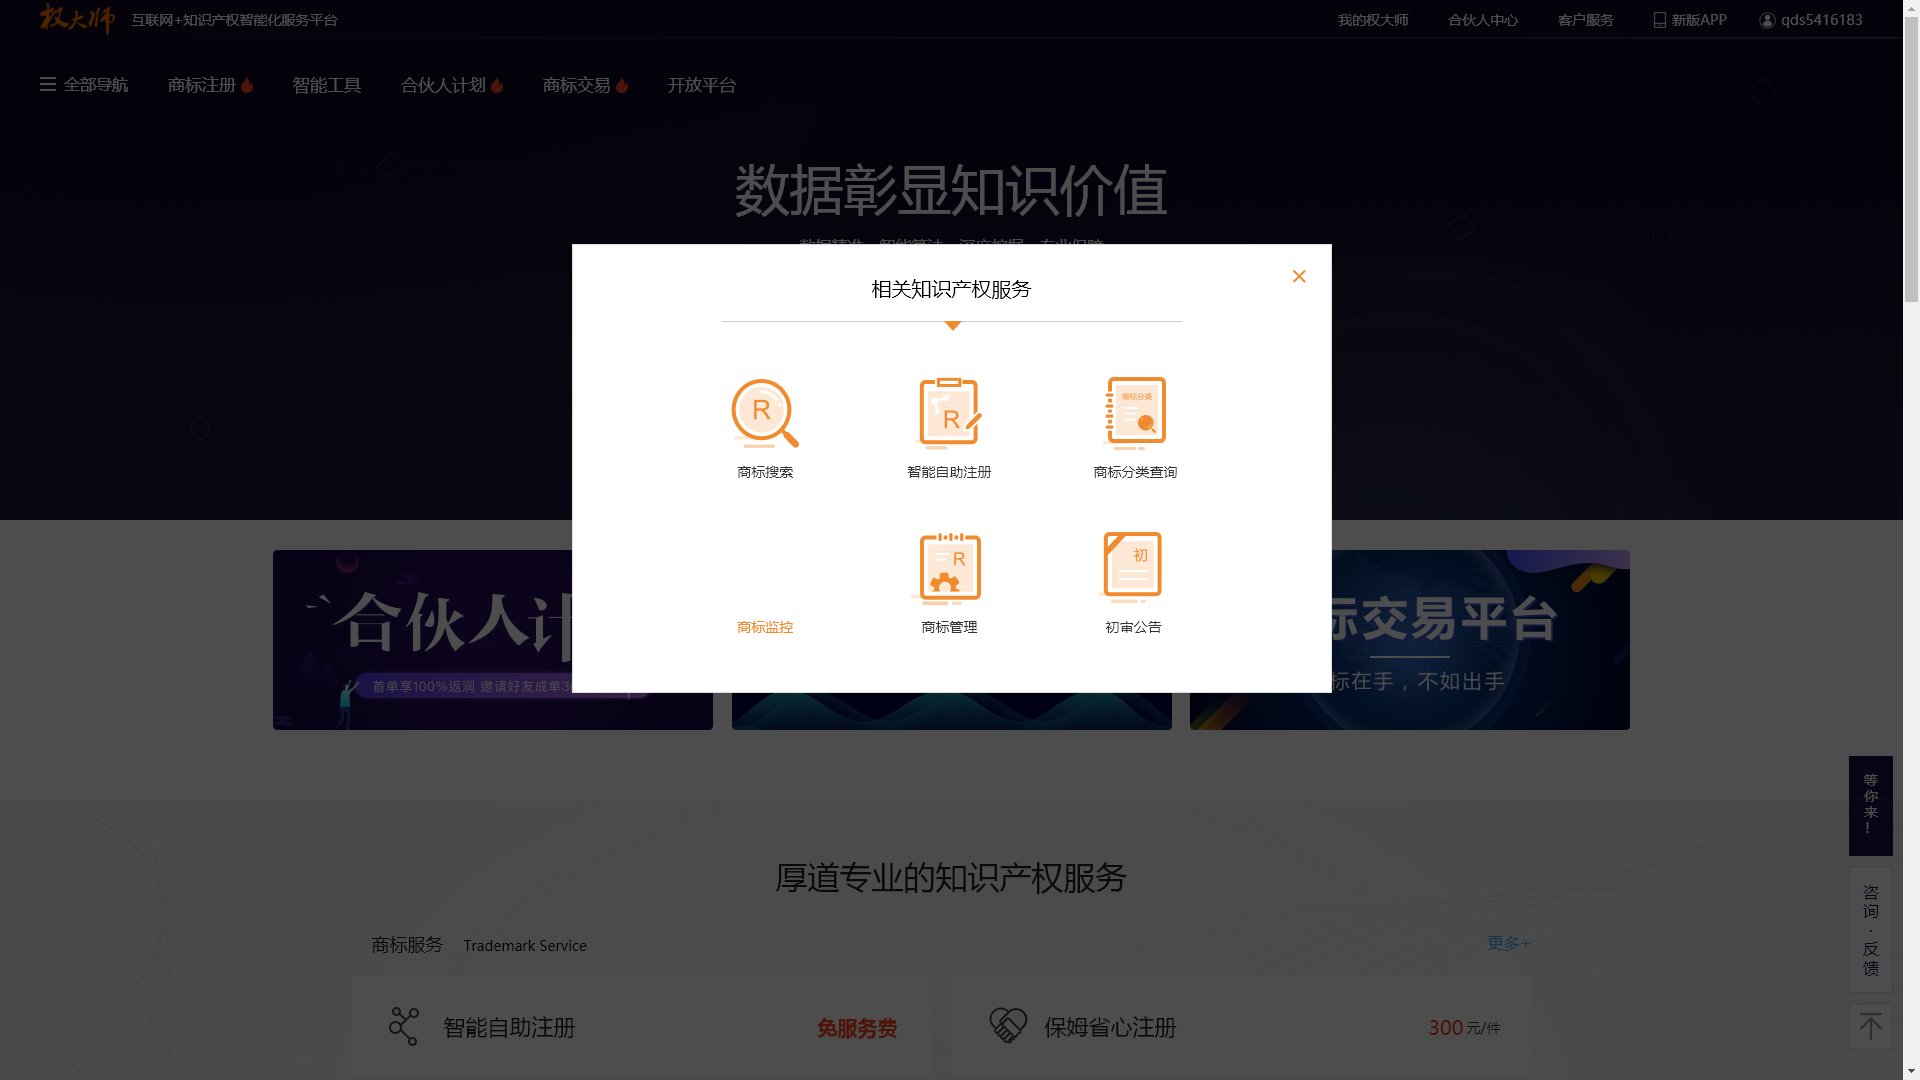 权大师 互联网+知识产权智能化服务平台 我的权大师 合伙人中心 客户服务 新版APP qds5416183
全部导航 商标注册 智能工具 合伙人计划 商标交易 开放平台
数据彰显知识价值
相关知识产权服务
R R 商标分类
商标搜索 智能自助注册 商标分类查询
R 初
商标监控 商标管理 初审公告
合伙人计
首单享100%返润 邀请好友成单3
标交易平台
标在手，不如出手
等你来！
咨询·反馈
厚道专业的知识产权服务
商标服务 Trademark Service 更多+
智能自助注册 免服务费 保姆省心注册 300元/件